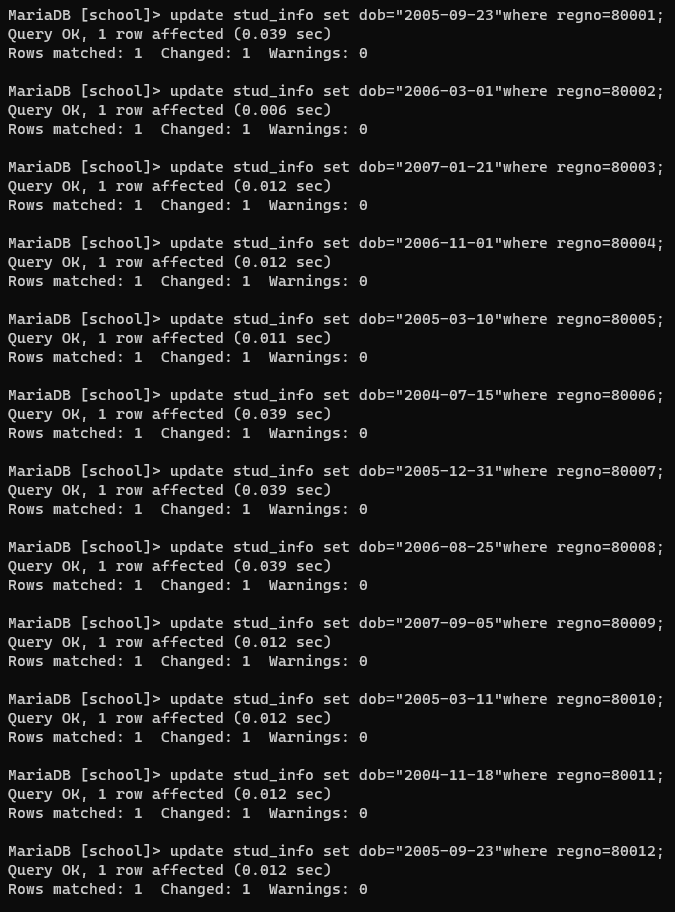 MariaDB [school]> update stud_info set dob="2005-09-23"where regno=80001;
Query OK, 1 row affected (0.039 sec)
Rows matched: 1  Changed: 1  Warnings: 0
MariaDB [school]> update stud_info set dob="2006-03-01"where regno=80002;
Query OK, 1 row affected (0.006 sec)
Rows matched: 1  Changed: 1  Warnings: 0
MariaDB [school]> update stud_info set dob="2007-01-21"where regno=80003;
Query OK, 1 row affected (0.012 sec)
Rows matched: 1  Changed: 1  Warnings: 0
MariaDB [school]> update stud_info set dob="2006-11-01"where regno=80004;
Query OK, 1 row affected (0.012 sec)
Rows matched: 1  Changed: 1  Warnings: 0
MariaDB [school]> update stud_info set dob="2005-03-10"where regno=80005;
Query OK, 1 row affected (0.011 sec)
Rows matched: 1  Changed: 1  Warnings: 0
MariaDB [school]> update stud_info set dob="2004-07-15"where regno=80006;
Query OK, 1 row affected (0.039 sec)
Rows matched: 1  Changed: 1  Warnings: 0
MariaDB [school]> update stud_info set dob="2005-12-31"where regno=80007;
Query OK, 1 row affected (0.039 sec)
Rows matched: 1  Changed: 1  Warnings: 0
MariaDB [school]> update stud_info set dob="2006-08-25"where regno=80008;
Query OK, 1 row affected (0.039 sec)
Rows matched: 1  Changed: 1  Warnings: 0
MariaDB [school]> update stud_info set dob="2007-09-05"where regno=80009;
Query OK, 1 row affected (0.012 sec)
Rows matched: 1  Changed: 1  Warnings: 0
MariaDB [school]> update stud_info set dob="2005-03-11"where regno=80010;
Query OK, 1 row affected (0.012 sec)
Rows matched: 1  Changed: 1  Warnings: 0
MariaDB [school]> update stud_info set dob="2004-11-18"where regno=80011;
Query OK, 1 row affected (0.012 sec)
Rows matched: 1  Changed: 1  Warnings: 0
MariaDB [school]> update stud_info set dob="2005-09-23"where regno=80012;
Query OK, 1 row affected (0.012 sec)
Rows matched: 1  Changed: 1  Warnings: 0